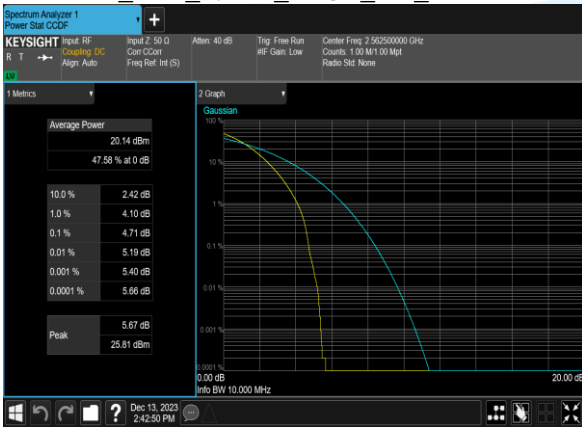 Spectrum Analyzer 1
Power Stat CCDF
+
KEYSIGHT
R T
LXI
Input: RF
Coupling: DC
Align: Auto
Input Z: 50 Ω
Corr CCorr
Freq Ref: Int (S)
Atten: 40 dB
Trig: Free Run
#IF Gain: Low
Center Freq: 2.562500000 GHz
Counts: 1.00 M/1.00 Mpt
Radio Std: None
1 Metrics
Average Power
20.14 dBm
47.58 % at 0 dB
10.0 % 2.42 dB
1.0 % 4.10 dB
0.1 % 4.71 dB
0.01 % 5.19 dB
0.001 % 5.40 dB
0.0001 % 5.66 dB
Peak
5.67 dB
25.81 dBm
2 Graph
Gaussian
100 %
10 %
1 %
0.1 %
0.01 %
0.001 %
0.0001 %
0.00 dB 20.00 dB
Info BW 10.000 MHz
?
Dec 13, 2023
2:42:50 PM